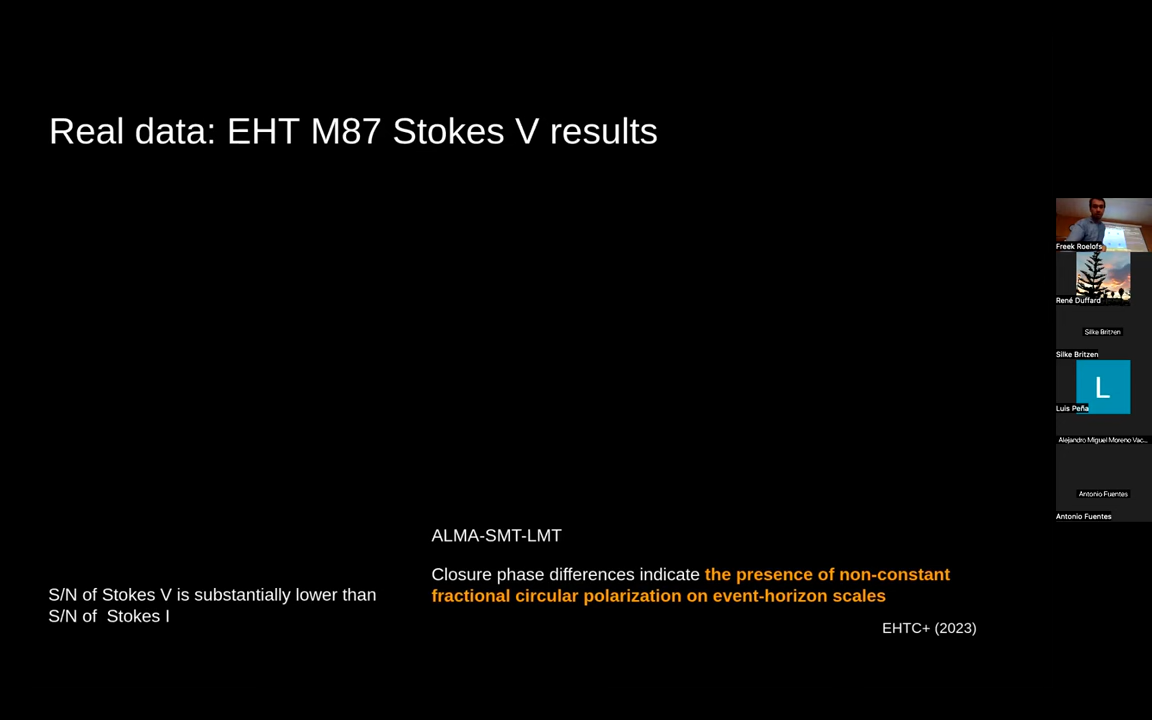 Real data: EHT M87 Stokes V results
ALMA-SMT-LMT
Closure phase differences indicate the presence of non-constant
fractional circular polarization on event-horizon scales
S/N of Stokes V is substantially lower than
S/N of Stokes I
EHTC+ (2023)
Freek Roelofs
René Duffard
Silke Britzen
Silke Britzen
L
Luis Peña
Alejandro Miguel Moreno Vac...
Antonio Fuentes
Antonio Fuentes